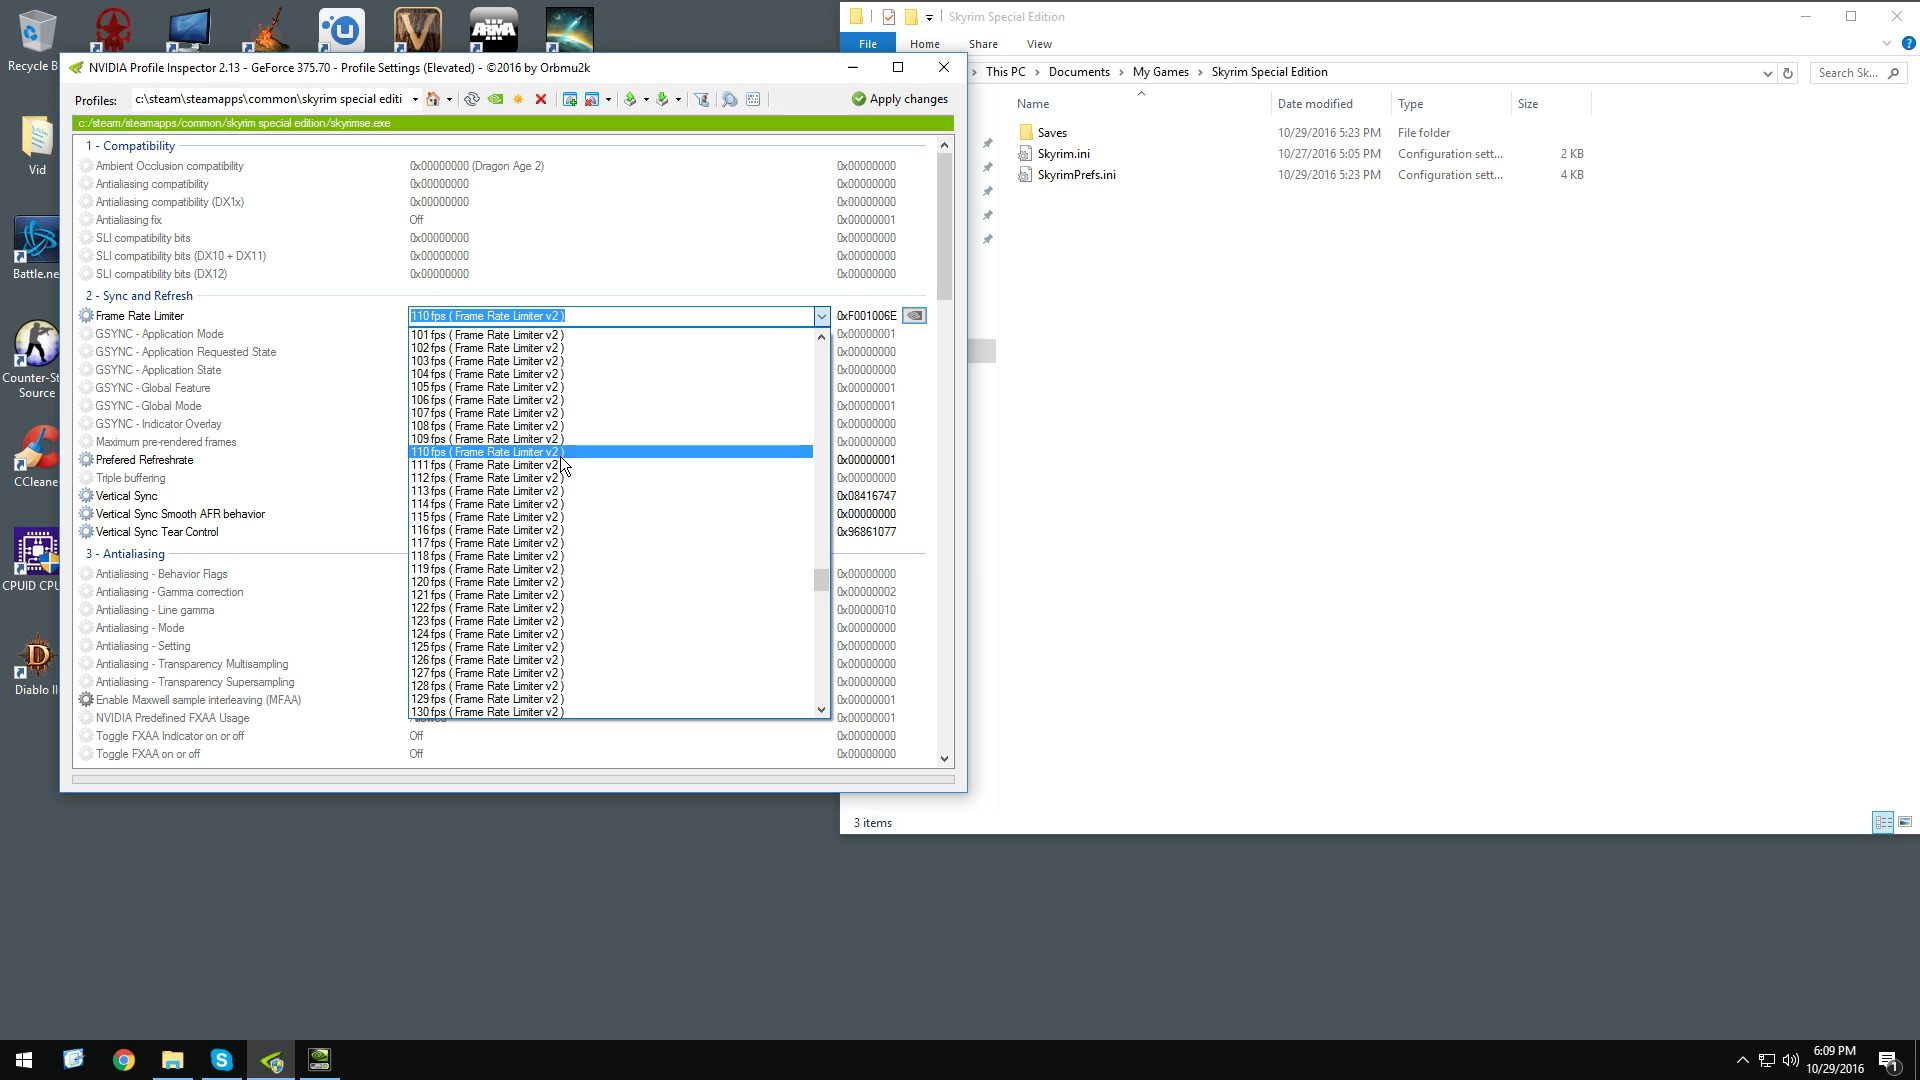 Recycle B
Vid
Battle.ne
Counter-St
Source
CCleane
CPUID CPU
Diablo II
ARMA
NVIDIA Profile Inspector 2.13 - GeForce 375.70 - Profile Settings (Elevated) - ©2016 by Orbmu2k
Profiles: c:\steam\steamapps\common\skyrim special editi Apply changes
c:/steam/steamapps/common/skyrim special edition/skyrimse.exe
1 - Compatibility
Ambient Occlusion compatibility 0x00000000 (Dragon Age 2) 0x00000000
Antialiasing compatibility 0x00000000 0x00000000
Antialiasing compatibility (DX1x) 0x00000000 0x00000000
Antialiasing fix Off 0x00000001
SLI compatibility bits 0x00000000 0x00000000
SLI compatibility bits (DX10 + DX11) 0x00000000 0x00000000
SLI compatibility bits (DX12) 0x00000000 0x00000000
2 - Sync and Refresh
Frame Rate Limiter 110 fps ( Frame Rate Limiter v2 ) 0xF001006E
GSYNC - Application Mode 0x00000001
GSYNC - Application Requested State 0x00000000
GSYNC - Application State 0x00000000
GSYNC - Global Feature 0x00000001
GSYNC - Global Mode 0x00000001
GSYNC - Indicator Overlay 0x00000000
Maximum pre-rendered frames 0x00000000
Prefered Refreshrate 0x00000001
Triple buffering 0x00000000
Vertical Sync 0x08416747
Vertical Sync Smooth AFR behavior 0x00000000
Vertical Sync Tear Control 0x96861077
3 - Antialiasing
Antialiasing - Behavior Flags 0x00000000
Antialiasing - Gamma correction 0x00000002
Antialiasing - Line gamma 0x00000010
Antialiasing - Mode 0x00000000
Antialiasing - Setting 0x00000000
Antialiasing - Transparency Multisampling 0x00000000
Antialiasing - Transparency Supersampling 0x00000000
Enable Maxwell sample interleaving (MFAA) 0x00000001
NVIDIA Predefined FXAA Usage Allowed 0x00000001
Toggle FXAA Indicator on or off Off 0x00000000
Toggle FXAA on or off Off 0x00000000
101 fps ( Frame Rate Limiter v2 )
102 fps ( Frame Rate Limiter v2 )
103 fps ( Frame Rate Limiter v2 )
104 fps ( Frame Rate Limiter v2 )
105 fps ( Frame Rate Limiter v2 )
106 fps ( Frame Rate Limiter v2 )
107 fps ( Frame Rate Limiter v2 )
108 fps ( Frame Rate Limiter v2 )
109 fps ( Frame Rate Limiter v2 )
110 fps ( Frame Rate Limiter v2 )
111 fps ( Frame Rate Limiter v2 )
112 fps ( Frame Rate Limiter v2 )
113 fps ( Frame Rate Limiter v2 )
114 fps ( Frame Rate Limiter v2 )
115 fps ( Frame Rate Limiter v2 )
116 fps ( Frame Rate Limiter v2 )
117 fps ( Frame Rate Limiter v2 )
118 fps ( Frame Rate Limiter v2 )
119 fps ( Frame Rate Limiter v2 )
120 fps ( Frame Rate Limiter v2 )
121 fps ( Frame Rate Limiter v2 )
122 fps ( Frame Rate Limiter v2 )
123 fps ( Frame Rate Limiter v2 )
124 fps ( Frame Rate Limiter v2 )
125 fps ( Frame Rate Limiter v2 )
126 fps ( Frame Rate Limiter v2 )
127 fps ( Frame Rate Limiter v2 )
128 fps ( Frame Rate Limiter v2 )
129 fps ( Frame Rate Limiter v2 )
130 fps ( Frame Rate Limiter v2 )
Skyrim Special Edition
File Home Share View
This PC > Documents > My Games > Skyrim Special Edition Search Sk...
Name Date modified Type Size
Saves 10/29/2016 5:23 PM File folder
Skyrim.ini 10/27/2016 5:05 PM Configuration sett... 2 KB
SkyrimPrefs.ini 10/29/2016 5:23 PM Configuration sett... 4 KB
3 items
6:09 PM
10/29/2016
1